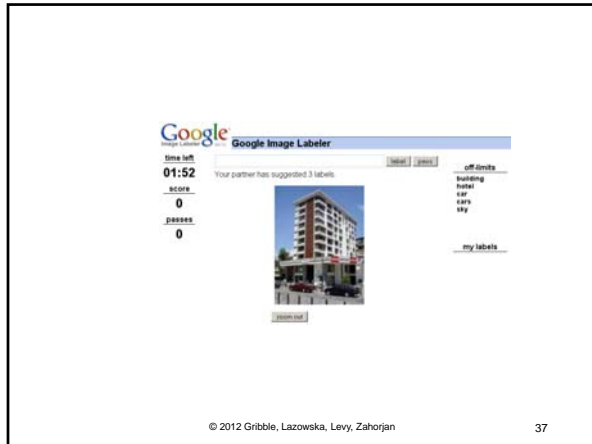 Google
Image Labeler
Google Image Labeler
time left
01:52
score
0
passes
0
label pass
Your partner has suggested 3 labels.
zoom out
off-limits
building
hotel
car
cars
sky
my labels
© 2012 Gribble, Lazowska, Levy, Zahorjan
37